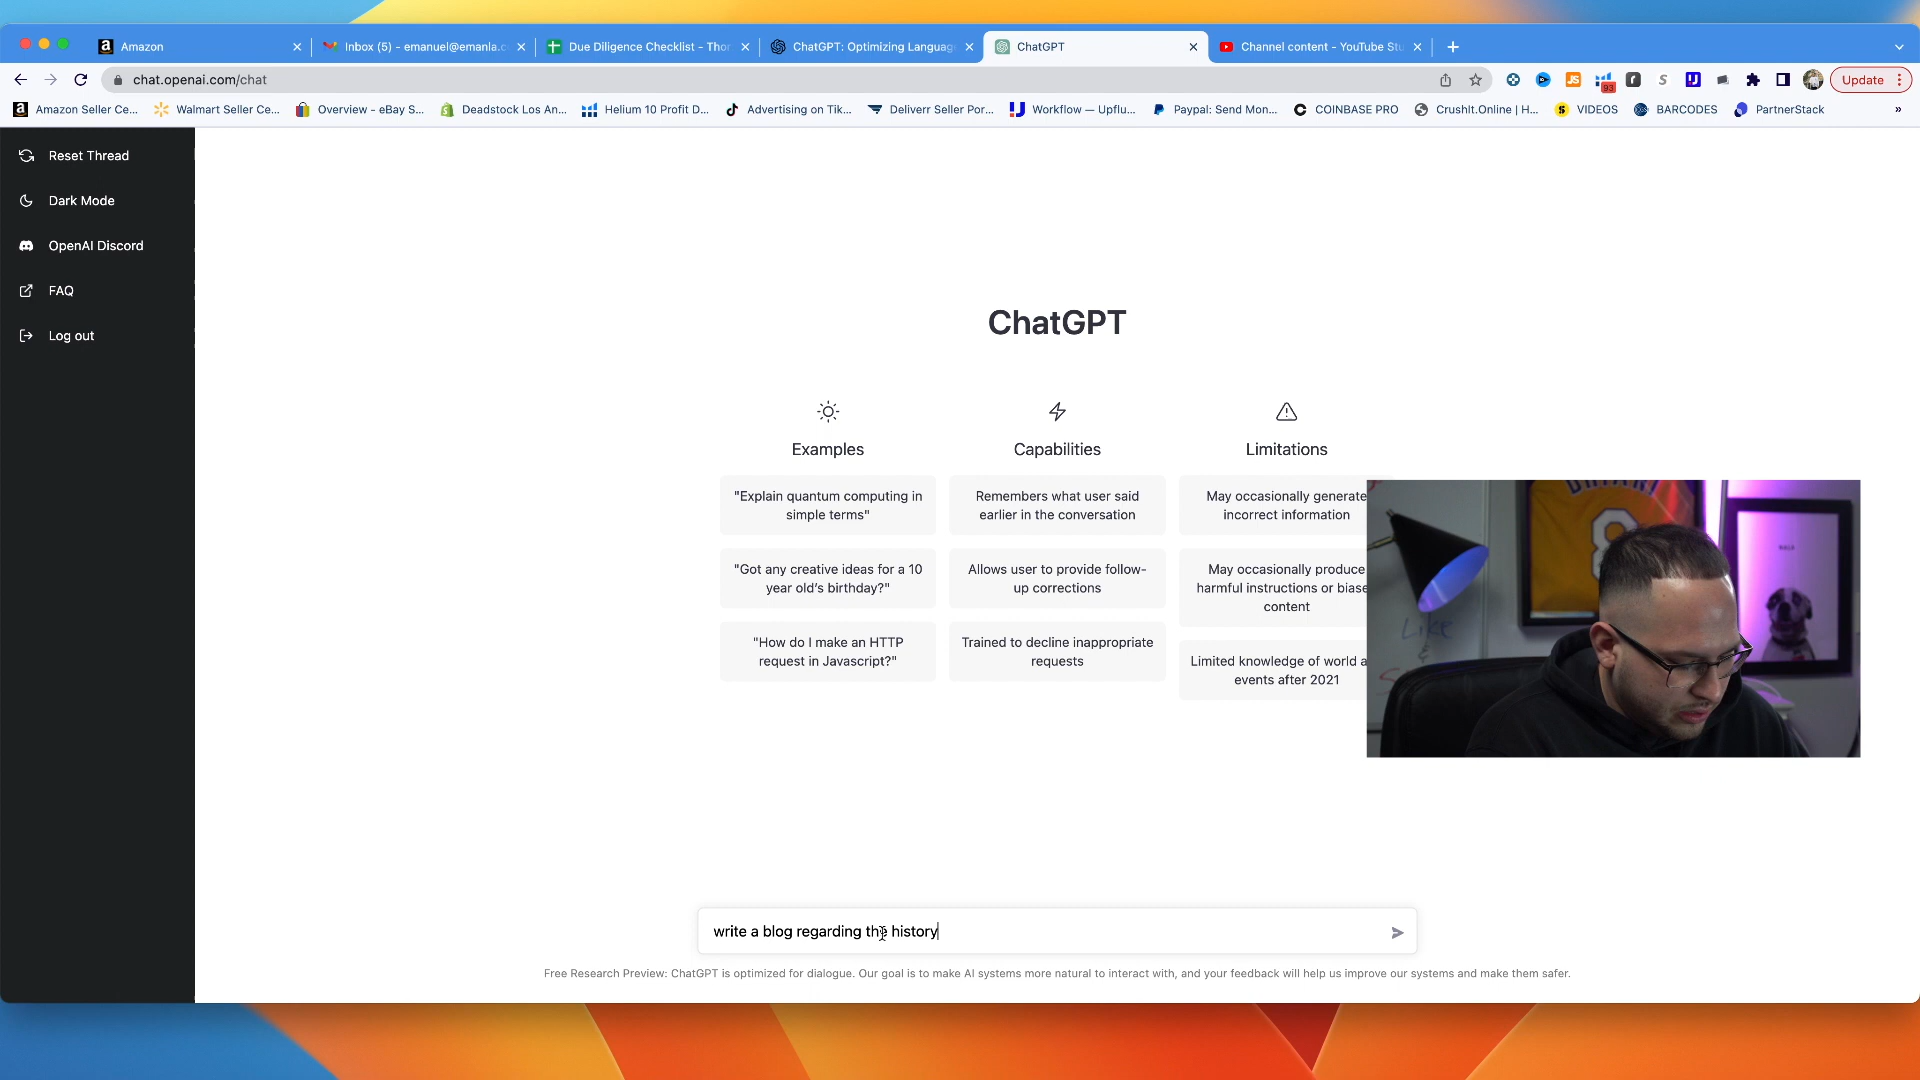 Amazon
Inbox (5) - emanuel@emanla.c
Due Diligence Checklist - Thor
ChatGPT: Optimizing Languag
ChatGPT
Channel content - YouTube Stu
chat.openai.com/chat
93
Update
Amazon Seller Ce...
Walmart Seller Ce...
Overview - eBay S...
Deadstock Los An...
Helium 10 Profit D...
Advertising on Tik...
Deliverr Seller Por...
Workflow — Upflu...
Paypal: Send Mon...
COINBASE PRO
CrushIt.Online | H...
VIDEOS
BARCODES
PartnerStack
»
Reset Thread
Dark Mode
OpenAI Discord
FAQ
Log out
ChatGPT
Examples
"Explain quantum computing in
simple terms"
"Got any creative ideas for a 10
year old's birthday?"
"How do I make an HTTP
request in Javascript?"
Capabilities
Remembers what user said
earlier in the conversation
Allows user to provide follow-
up corrections
Trained to decline inappropriate
requests
Limitations
May occasionally generate
incorrect information
May occasionally produce
harmful instructions or biase
content
Limited knowledge of world a
events after 2021
BRYANT
8
Like
write a blog regarding the history
Free Research Preview: ChatGPT is optimized for dialogue. Our goal is to make AI systems more natural to interact with, and your feedback will help us improve our systems and make them safer.